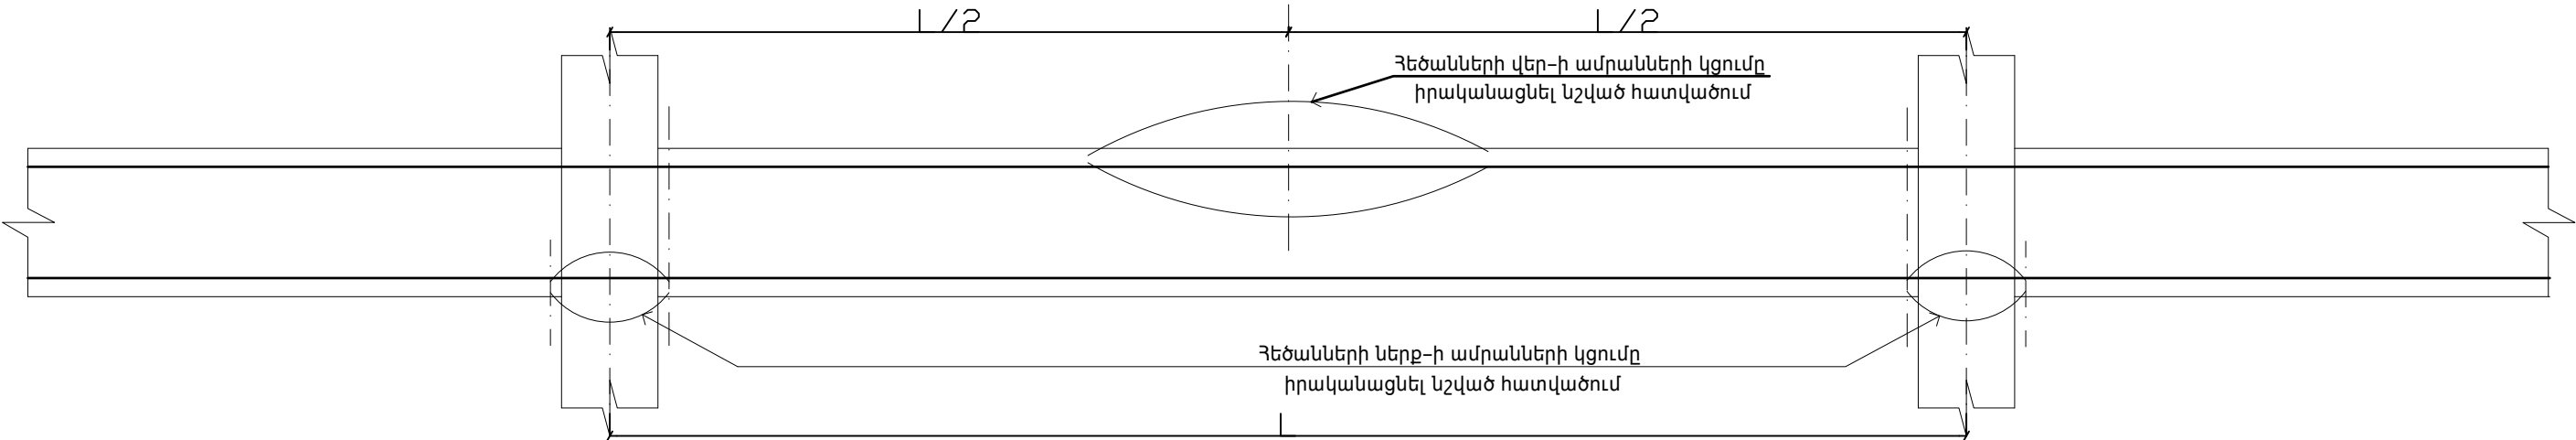 L/2
L/2
Հեծանների վեր-ի ամրանների կցումը
իրականացնել նշված հատվածում
Հեծանների ներք-ի ամրանների կցումը
իրականացնել նշված հատվածում
L